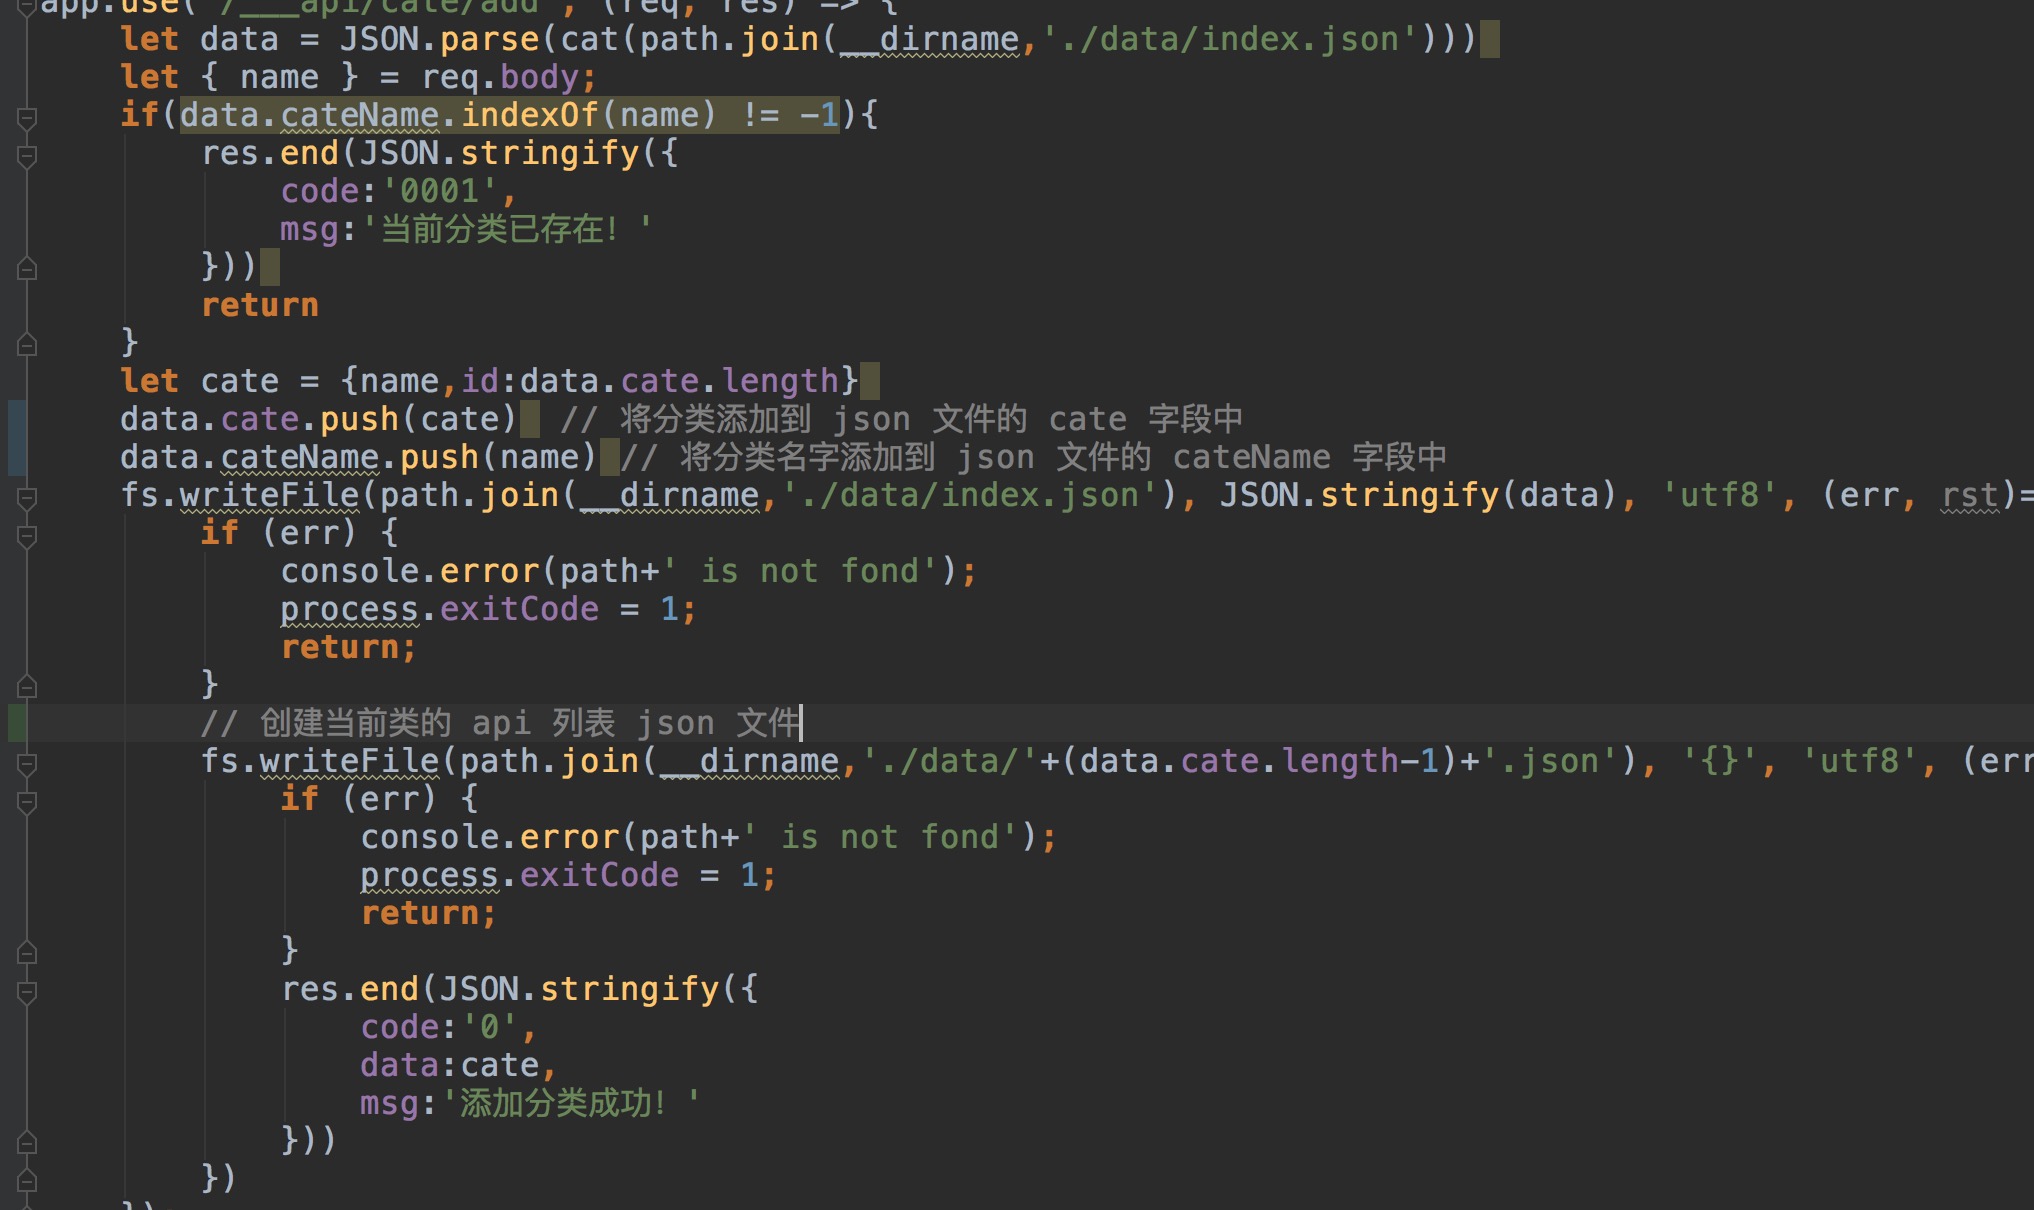 app.use('/___api/cate/add', (req, res) => {
    let data = JSON.parse(cat(path.join(__dirname,'./data/index.json')))
    let { name } = req.body;
    if(data.cateName.indexOf(name) != -1){
        res.end(JSON.stringify({
            code:'0001',
            msg:'当前分类已存在！'
        }))
        return
    }
    let cate = {name,id:data.cate.length}
    data.cate.push(cate)  // 将分类添加到 json 文件的 cate 字段中
    data.cateName.push(name) // 将分类名字添加到 json 文件的 cateName 字段中
    fs.writeFile(path.join(__dirname,'./data/index.json'), JSON.stringify(data), 'utf8', (err, rst)=
        if (err) {
            console.error(path+' is not fond');
            process.exitCode = 1;
            return;
        }
        // 创建当前类的 api 列表 json 文件
        fs.writeFile(path.join(__dirname,'./data/'+(data.cate.length-1)+'.json'), '{}', 'utf8', (err
            if (err) {
                console.error(path+' is not fond');
                process.exitCode = 1;
                return;
            }
            res.end(JSON.stringify({
                code:'0',
                data:cate,
                msg:'添加分类成功！'
            }))
        })
    })